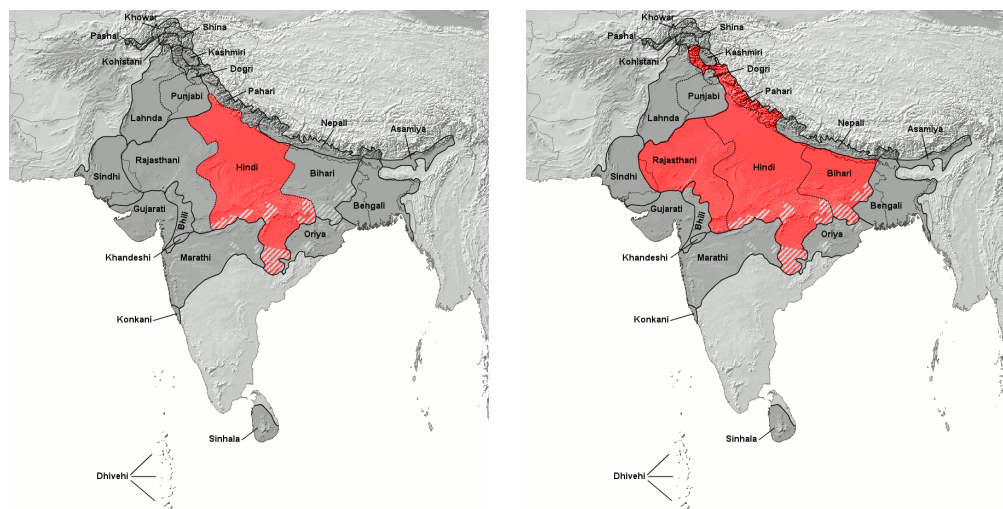 Khowar
Shina
Pashai
Kashmiri
Kohistani
Dogri
Punjabi
Pahari
Lahnda
Nepali
Asamiya
Rajasthani
Hindi
Bihari
Sindhi
Bengali
Gujarati
Bhili
Oriya
Khandeshi
Marathi
Konkani
Sinhala
Dhivehi
Khowar
Shina
Pashai
Kashmiri
Kohistani
Dogri
Punjabi
Pahari
Lahnda
Nepali
Asamiya
Rajasthani
Hindi
Bihari
Sindhi
Bengali
Gujarati
Bhili
Oriya
Khandeshi
Marathi
Konkani
Sinhala
Dhivehi